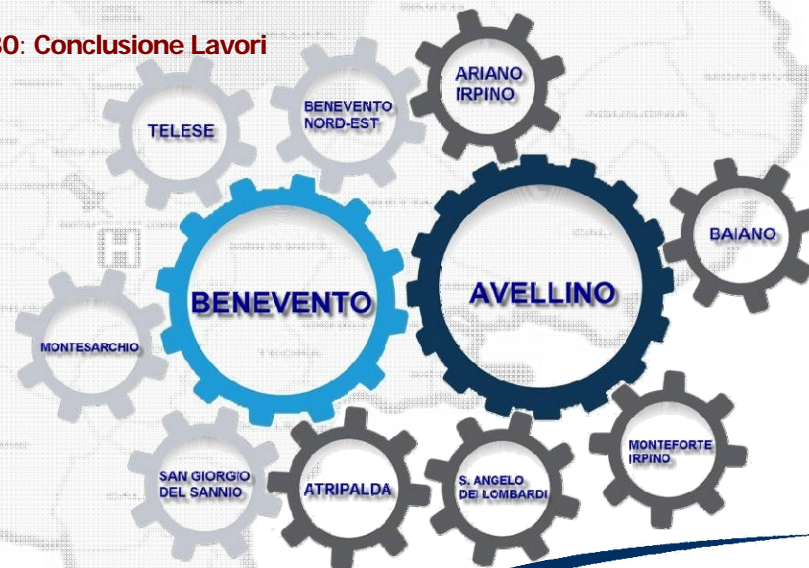 30: Conclusione Lavori
ARIANO
IRPINO
BENEVENTO
NORD-EST
TELESE
BAIANO
BENEVENTO
AVELLINO
MONTESARCHIO
MONTEFORTE
IRPINO
SAN GIORGIO
DEL SANNIO
ATRIPALDA
S. ANGELO
DEI LOMBARDI